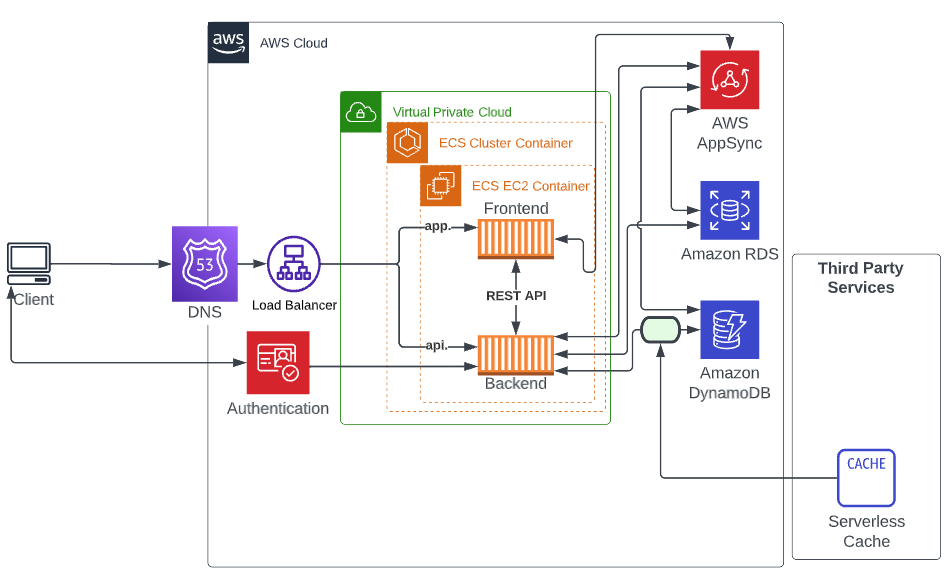 aws
AWS Cloud
Virtual Private Cloud
ECS Cluster Container
ECS EC2 Container
Frontend
app.
REST API
api.
Backend
Client
53
DNS
Load Balancer
Authentication
AWS
AppSync
Amazon RDS
Amazon
DynamoDB
Third Party
Services
CACHE
Serverless
Cache